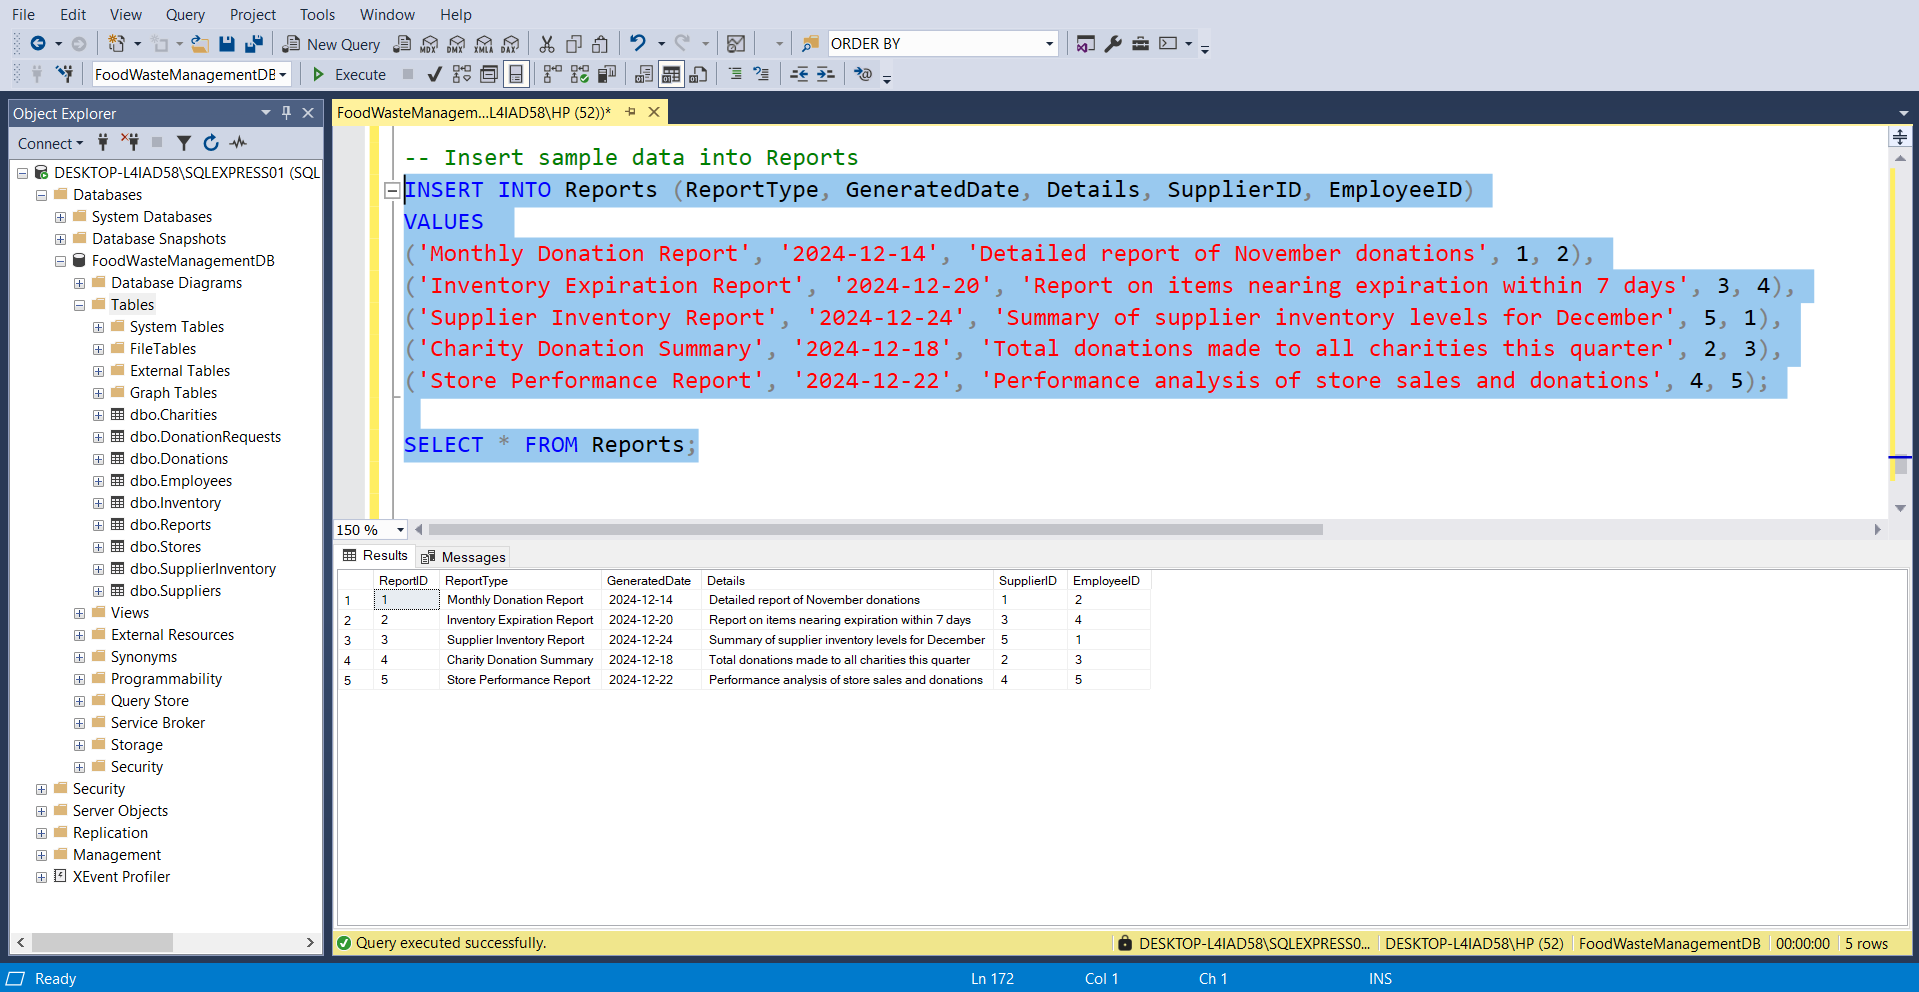 File Edit View Query Project Tools Window Help
New Query MDX DMX XMLA DAX ORDER BY
FoodWasteManagementDB Execute
Object Explorer
Connect
DESKTOP-L4IAD58\SQLEXPRESS01 (SQL
Databases
System Databases
Database Snapshots
FoodWasteManagementDB
Database Diagrams
Tables
System Tables
FileTables
External Tables
Graph Tables
dbo.Charities
dbo.DonationRequests
dbo.Donations
dbo.Employees
dbo.Inventory
dbo.Reports
dbo.Stores
dbo.SupplierInventory
dbo.Suppliers
Views
External Resources
Synonyms
Programmability
Query Store
Service Broker
Storage
Security
Security
Server Objects
Replication
Management
XEvent Profiler
FoodWasteManagem...L4IAD58\HP (52))*
-- Insert sample data into Reports
INSERT INTO Reports (ReportType, GeneratedDate, Details, SupplierID, EmployeeID)
VALUES
('Monthly Donation Report', '2024-12-14', 'Detailed report of November donations', 1, 2),
('Inventory Expiration Report', '2024-12-20', 'Report on items nearing expiration within 7 days', 3, 4),
('Supplier Inventory Report', '2024-12-24', 'Summary of supplier inventory levels for December', 5, 1),
('Charity Donation Summary', '2024-12-18', 'Total donations made to all charities this quarter', 2, 3),
('Store Performance Report', '2024-12-22', 'Performance analysis of store sales and donations', 4, 5);
SELECT * FROM Reports;
150 %
Results Messages
ReportID ReportType GeneratedDate Details SupplierID EmployeeID
1 1 Monthly Donation Report 2024-12-14 Detailed report of November donations 1 2
2 2 Inventory Expiration Report 2024-12-20 Report on items nearing expiration within 7 days 3 4
3 3 Supplier Inventory Report 2024-12-24 Summary of supplier inventory levels for December 5 1
4 4 Charity Donation Summary 2024-12-18 Total donations made to all charities this quarter 2 3
5 5 Store Performance Report 2024-12-22 Performance analysis of store sales and donations 4 5
Query executed successfully. DESKTOP-L4IAD58\SQLEXPRESS0... DESKTOP-L4IAD58\HP (52) FoodWasteManagementDB 00:00:00 5 rows
Ready Ln 172 Col 1 Ch 1 INS